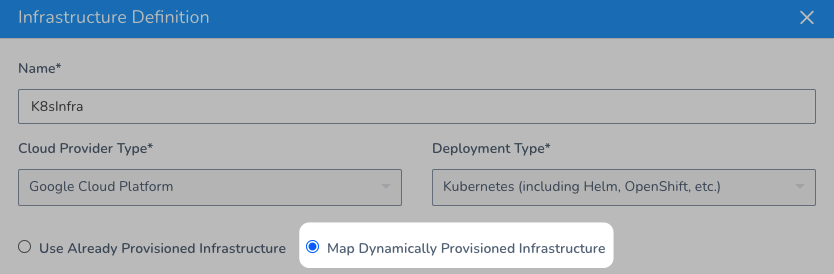 Infrastructure Definition
Name*
K8sInfra
Cloud Provider Type* Deployment Type*
Google Cloud Platform Kubernetes (including Helm, OpenShift, etc.)
Use Already Provisioned Infrastructure Map Dynamically Provisioned Infrastructure